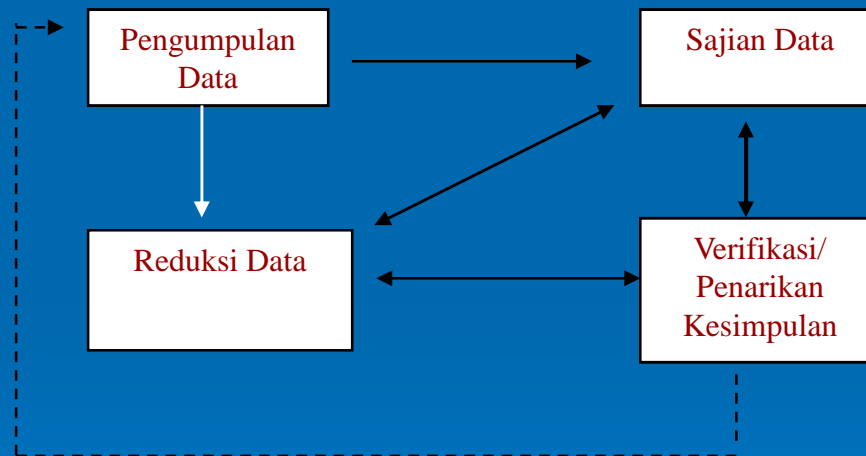 Pengumpulan
Data
Sajian Data
Reduksi Data
Verifikasi/
Penarikan
Kesimpulan